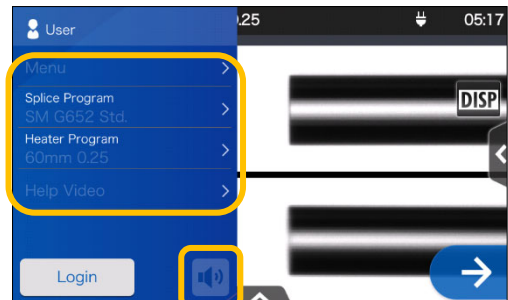 User
.25
05:17
Menu
Splice Program
SM G652 Std.
DISP
Heater Program
60mm 0.25
Help Video
Login